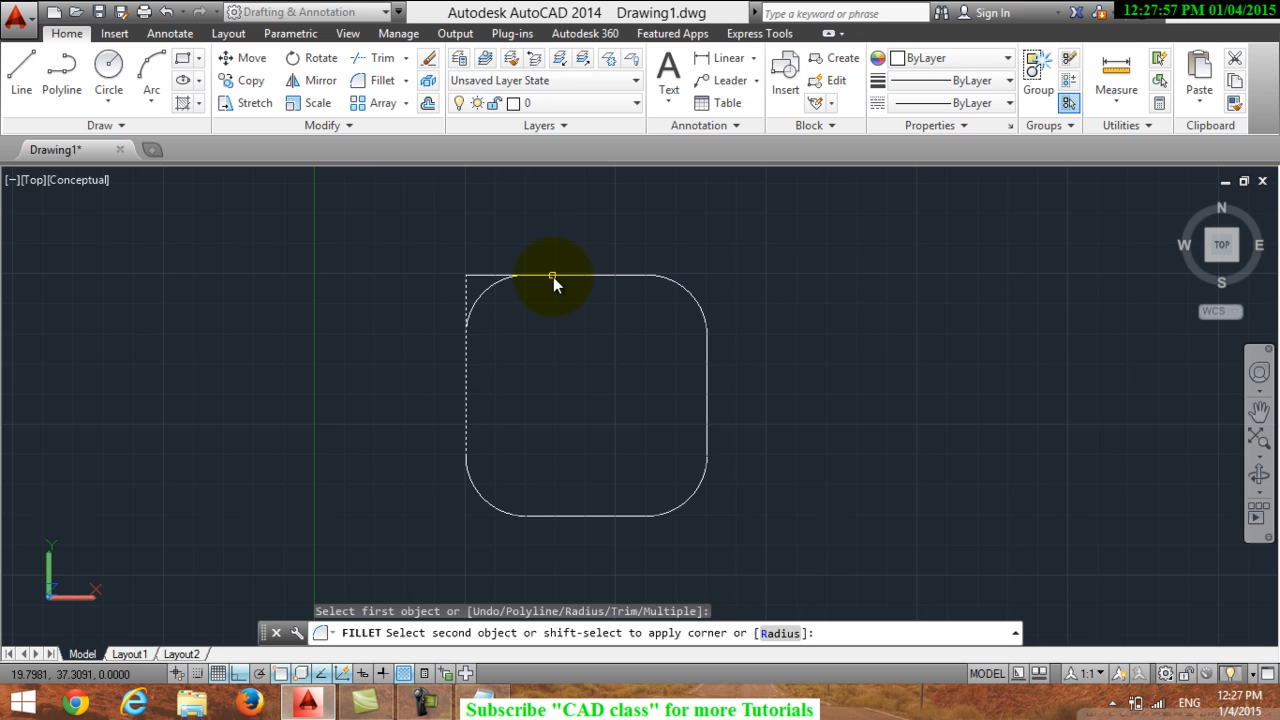 Drafting & Annotation
Autodesk AutoCAD 2014 Drawing1.dwg
Type a keyword or phrase
Sign In
12:27:57 PM 01/04/2015
Home Insert Annotate Layout Parametric View Manage Output Plug-ins Autodesk 360 Featured Apps Express Tools
Line
Polyline
Circle
Arc
Draw
Move
Rotate
Trim
Copy
Mirror
Fillet
Stretch
Scale
Array
Modify
Unsaved Layer State
0
Layers
Text
Linear
Leader
Table
Annotation
Insert
Create
Edit
Block
ByLayer
ByLayer
ByLayer
Properties
Group
Groups
Measure
Utilities
Paste
Clipboard
Drawing1*
[−][Top][Conceptual]
N
W
TOP
E
S
WCS
Y
X
Select first object or [Undo/Polyline/Radius/Trim/Multiple]:
FILLET Select second object or shift-select to apply corner or [Radius]:
Model Layout1 Layout2
19.7981, 37.3091, 0.0000
MODEL
1:1
ENG
12:27 PM
1/4/2015
Subscribe "CAD class" for more Tutorials